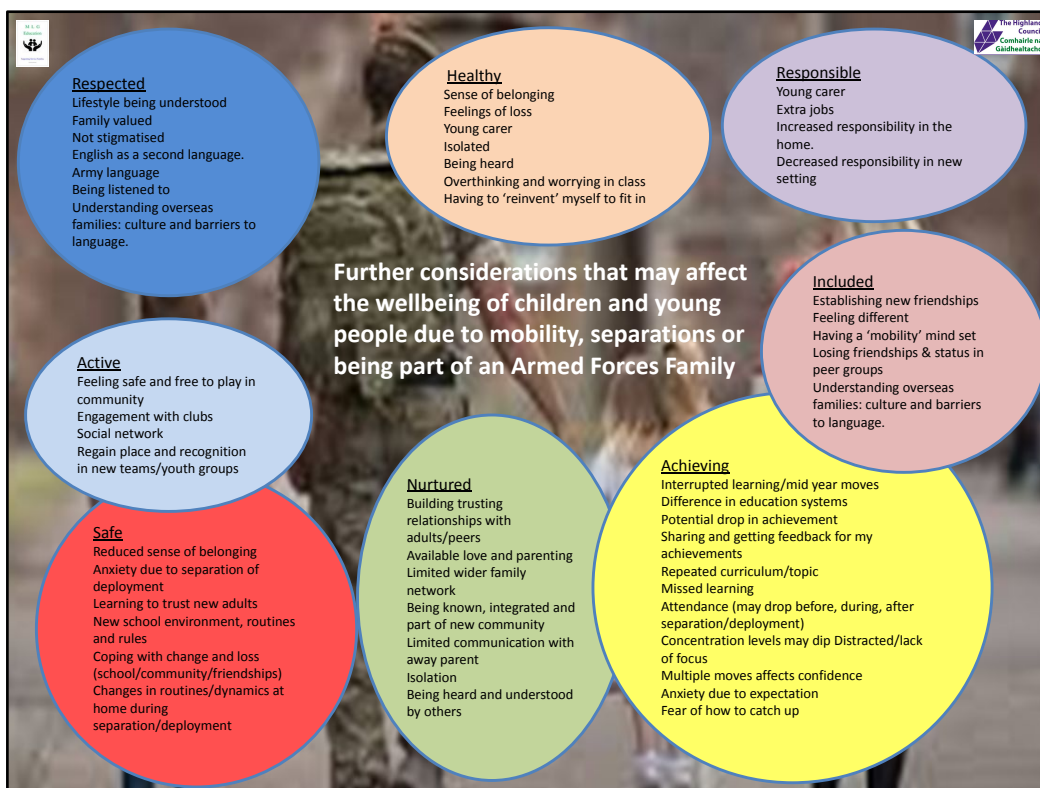 M. S. O
Education
The Highland
Council
Comhairle na
Gàidhealtachd
Respected
Lifestyle being understood
Family valued
Not stigmatised
English as a second language.
Army language
Being listened to
Understanding overseas
families: culture and barriers to
language.
Healthy
Sense of belonging
Feelings of loss
Young carer
Isolated
Being heard
Overthinking and worrying in class
Having to ‘reinvent’ myself to fit in
Responsible
Young carer
Extra jobs
Increased responsibility in the
home.
Decreased responsibility in new
setting
Further considerations that may affect
the wellbeing of children and young
people due to mobility, separations or
being part of an Armed Forces Family
Included
Establishing new friendships
Feeling different
Having a ‘mobility’ mind set
Losing friendships & status in
peer groups
Understanding overseas
families: culture and barriers
to language.
Active
Feeling safe and free to play in
community
Engagement with clubs
Social network
Regain place and recognition
in new teams/youth groups
Safe
Reduced sense of belonging
Anxiety due to separation of
deployment
Learning to trust new adults
New school environment, routines
and rules
Coping with change and loss
(school/community/friendships)
Changes in routines/dynamics at
home during
separation/deployment
Nurtured
Building trusting
relationships with
adults/peers
Available love and parenting
Limited wider family
network
Being known, integrated and
part of new community
Limited communication with
away parent
Isolation
Being heard and understood
by others
Achieving
Interrupted learning/mid year moves
Difference in education systems
Potential drop in achievement
Sharing and getting feedback for my
achievements
Repeated curriculum/topic
Missed learning
Attendance (may drop before, during, after
separation/deployment)
Concentration levels may dip Distracted/lack
of focus
Multiple moves affects confidence
Anxiety due to expectation
Fear of how to catch up